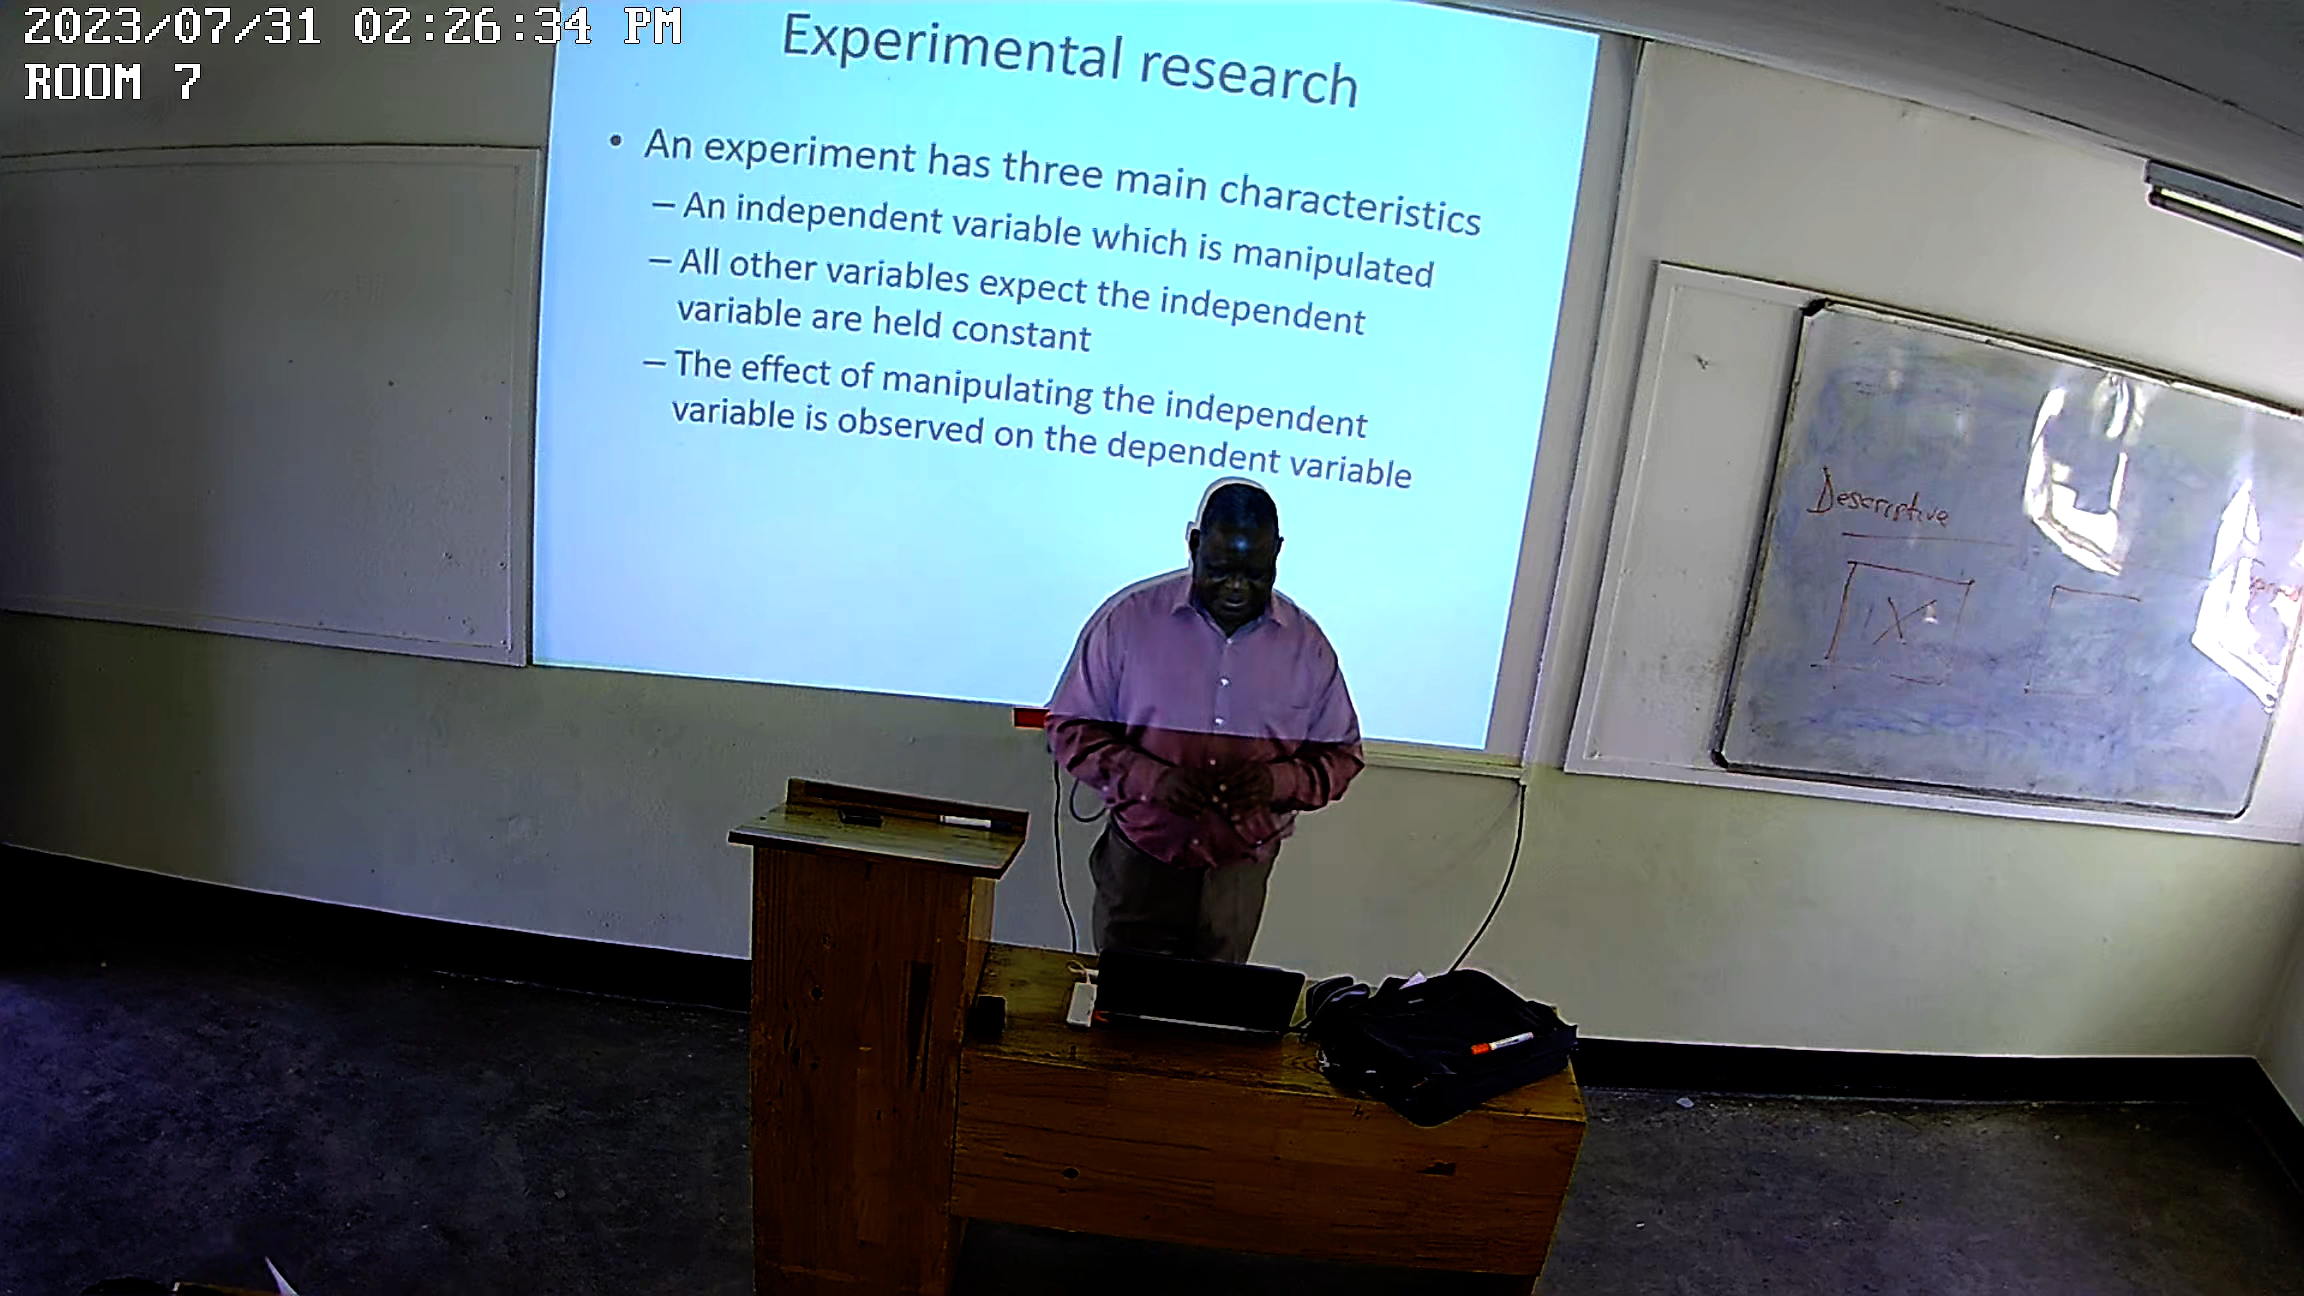 2023/07/31 02:26:34 PM
ROOM 7
Experimental research
• An experiment has three main characteristics
– An independent variable which is manipulated
– All other variables expect the independent
variable are held constant
– The effect of manipulating the independent
variable is observed on the dependent variable
Descriptive
X